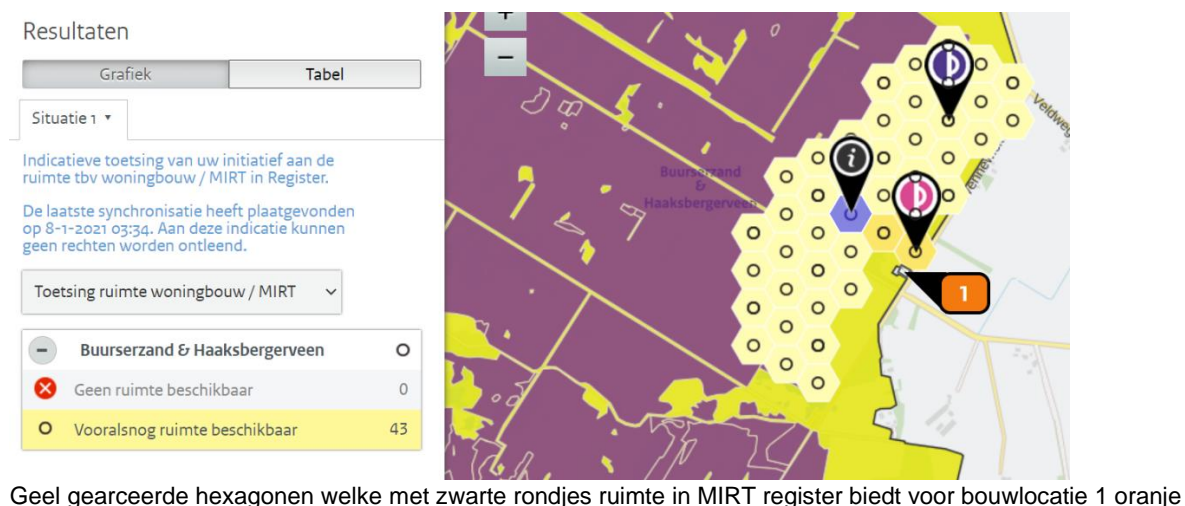 Resultaten
Grafiek
Tabel
Situatie 1
Indicatieve toetsing van uw initiatief aan de
ruimte tbv woningbouw / MIRT in Register.
De laatste synchronisatie heeft plaatgevonden
op 8-1-2021 03:34. Aan deze indicatie kunnen
geen rechten worden ontleend.
Toetsing ruimte woningbouw / MIRT
Buurserzand & Haaksbergerveen
Geen ruimte beschikbaar 0
Vooralsnog ruimte beschikbaar 43
+
−
Buurserzand
&
Haaksbergerveen
Veldweg
i
1
Geel gearceerde hexagonen welke met zwarte rondjes ruimte in MIRT register biedt voor bouwlocatie 1 oranje